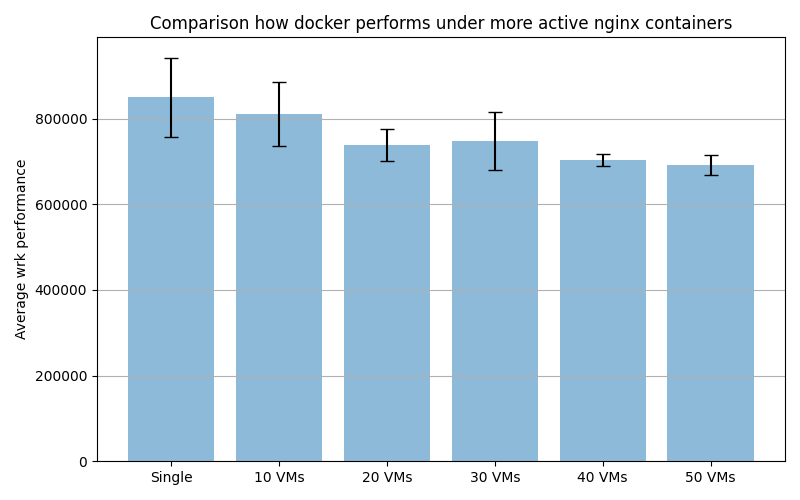 Comparison how docker performs under more active nginx containers
Average wrk performance
800000
600000
400000
200000
0
Single
10 VMs
20 VMs
30 VMs
40 VMs
50 VMs